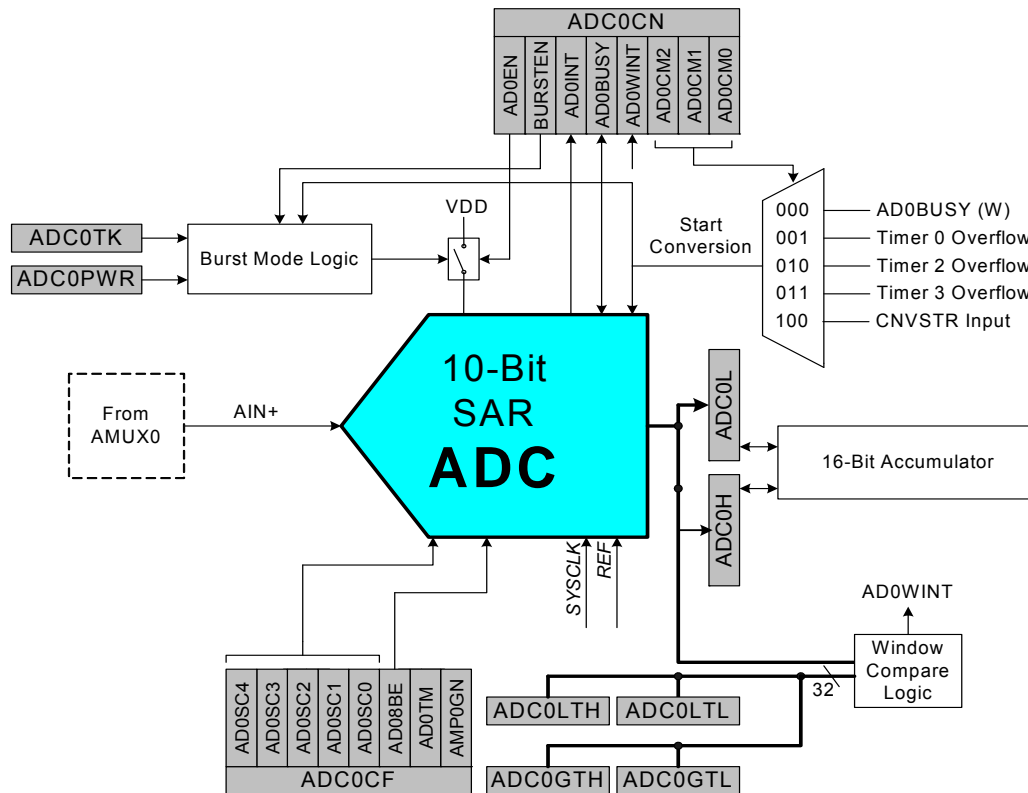 ADC0CN
AD0EN
BURSTEN
AD0INT
AD0BUSY
AD0WINT
AD0CM2
AD0CM1
AD0CM0
VDD
Start
Conversion
000
AD0BUSY (W)
001
Timer 0 Overflow
010
Timer 2 Overflow
011
Timer 3 Overflow
100
CNVSTR Input
ADC0TK
ADC0PWR
Burst Mode Logic
From
AMUX0
AIN+
10-Bit
SAR
ADC
ADC0L
ADC0H
16-Bit Accumulator
SYSCLK
REF
AD0WINT
Window
Compare
Logic
32
AD0SC4
AD0SC3
AD0SC2
AD0SC1
AD0SC0
AD08BE
AD0TM
AMP0GN
ADC0CF
ADC0LTH
ADC0LTL
ADC0GTH
ADC0GTL